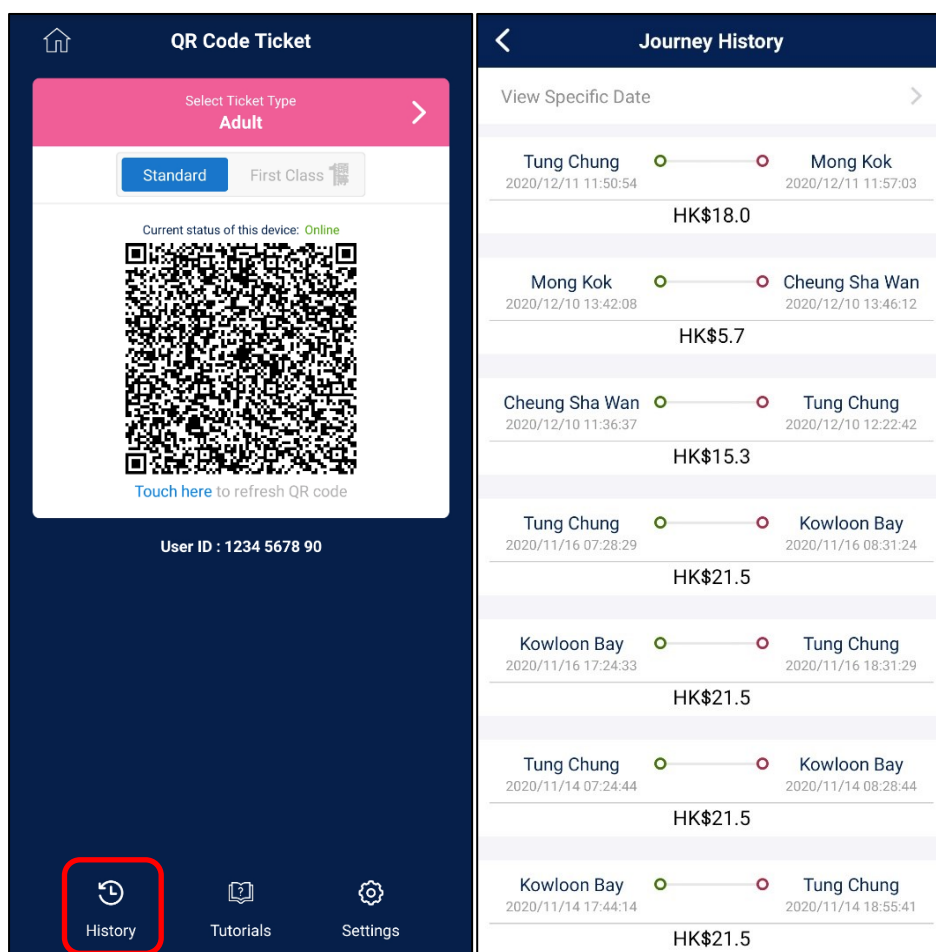 QR Code Ticket
Select Ticket Type
Adult
Standard First Class
Current status of this device: Online
Touch here to refresh QR code
User ID : 1234 5678 90
History Tutorials Settings
Journey History
View Specific Date
Tung Chung Mong Kok
2020/12/11 11:50:54 2020/12/11 11:57:03
HK$18.0
Mong Kok Cheung Sha Wan
2020/12/10 13:42:08 2020/12/10 13:46:12
HK$5.7
Cheung Sha Wan Tung Chung
2020/12/10 11:36:37 2020/12/10 12:22:42
HK$15.3
Tung Chung Kowloon Bay
2020/11/16 07:28:29 2020/11/16 08:31:24
HK$21.5
Kowloon Bay Tung Chung
2020/11/16 17:24:33 2020/11/16 18:31:29
HK$21.5
Tung Chung Kowloon Bay
2020/11/14 07:24:44 2020/11/14 08:28:44
HK$21.5
Kowloon Bay Tung Chung
2020/11/14 17:44:14 2020/11/14 18:55:41
HK$21.5